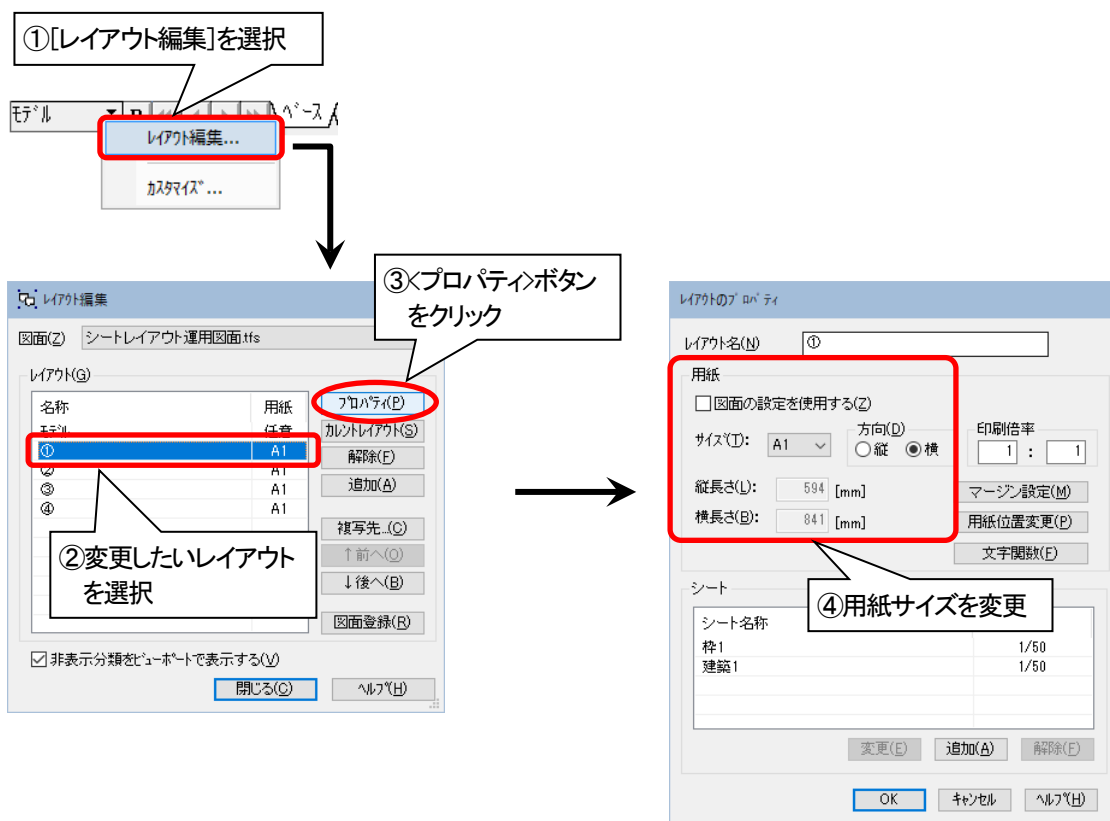 ①[レイアウト編集]を選択
ﾓﾃﾞﾙ
ﾍﾞｰｽ
ﾚｲｱｳﾄ編集...
ｶｽﾀﾏｲｽﾞ...
③<プロパティ>ボタン
をクリック
ﾚｲｱｳﾄ編集
図面(Z) シートレイアウト運用図面.tfs
ﾚｲｱｳﾄ(G)
名称 用紙
ﾓﾃﾞﾙ 任意
① A1
② A1
③ A1
④ A1
ﾌﾟﾛﾊﾟﾃｨ(P)
ｶﾚﾝﾄﾚｲｱｳﾄ(S)
解除(F)
追加(A)
複写先...(C)
↑前へ(O)
↓後へ(B)
図面登録(R)
②変更したいレイアウト
を選択
非表示分類をﾋﾞｭｰﾎﾟｰﾄで表示する(V)
閉じる(C) ﾍﾙﾌﾟ(H)
ﾚｲｱｳﾄのﾌﾟﾛﾊﾟﾃｨ
ﾚｲｱｳﾄ名(N) ①
用紙
図面の設定を使用する(Z)
ｻｲｽﾞ(T): A1
方向(D)
縦 横
印刷倍率
1 : 1
縦長さ(L): 594 [mm]
横長さ(B): 841 [mm]
マージン設定(M)
用紙位置変更(P)
文字関数(F)
④用紙サイズを変更
シート
シート名称
枠1 1/50
建築1 1/50
変更(E) 追加(A) 解除(F)
OK ｷｬﾝｾﾙ ﾍﾙﾌﾟ(H)